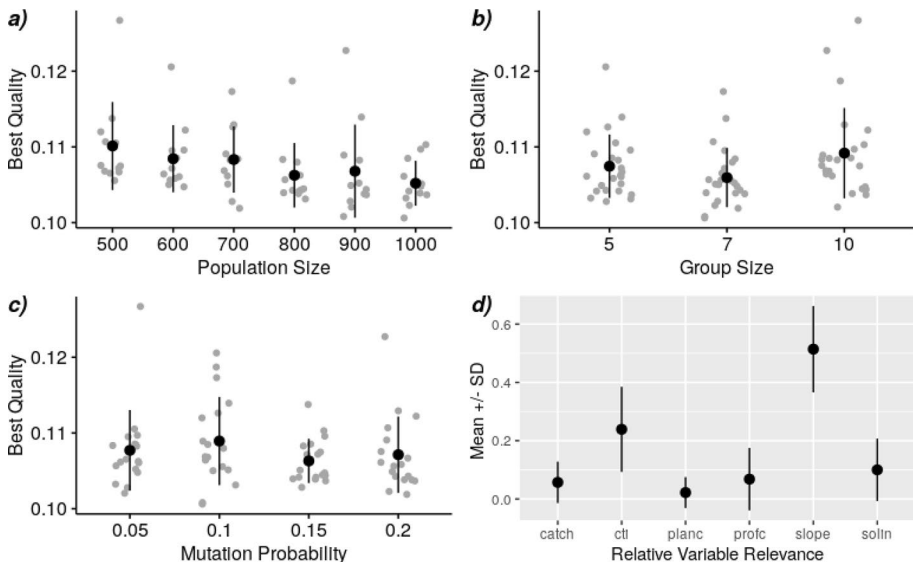 a)
Best Quality
0.12
0.11
0.10
500 600 700 800 900 1000
Population Size
b)
Best Quality
0.12
0.11
0.10
5 7 10
Group Size
c)
Best Quality
0.12
0.11
0.10
0.05 0.1 0.15 0.2
Mutation Probability
d)
Mean +/- SD
0.6
0.4
0.2
0.0
catch cti planc profc slope solin
Relative Variable Relevance